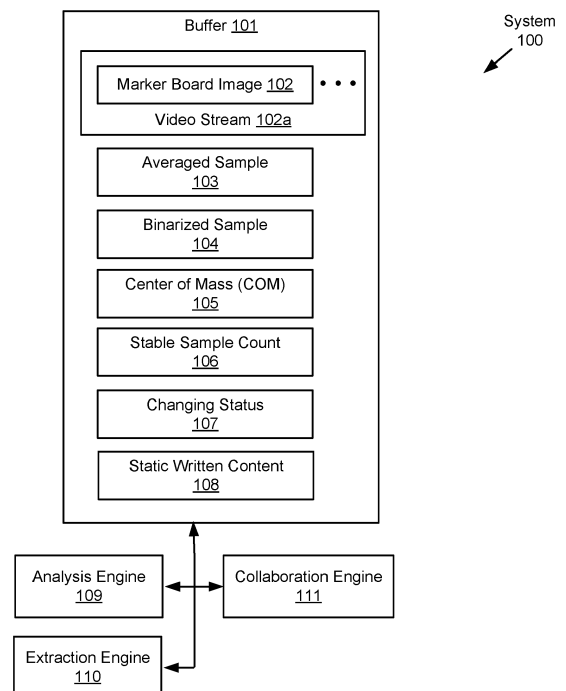 Buffer 101
System
100
Marker Board Image 102
Video Stream 102a
Averaged Sample
103
Binarized Sample
104
Center of Mass (COM)
105
Stable Sample Count
106
Changing Status
107
Static Written Content
108
Analysis Engine
109
Collaboration Engine
111
Extraction Engine
110